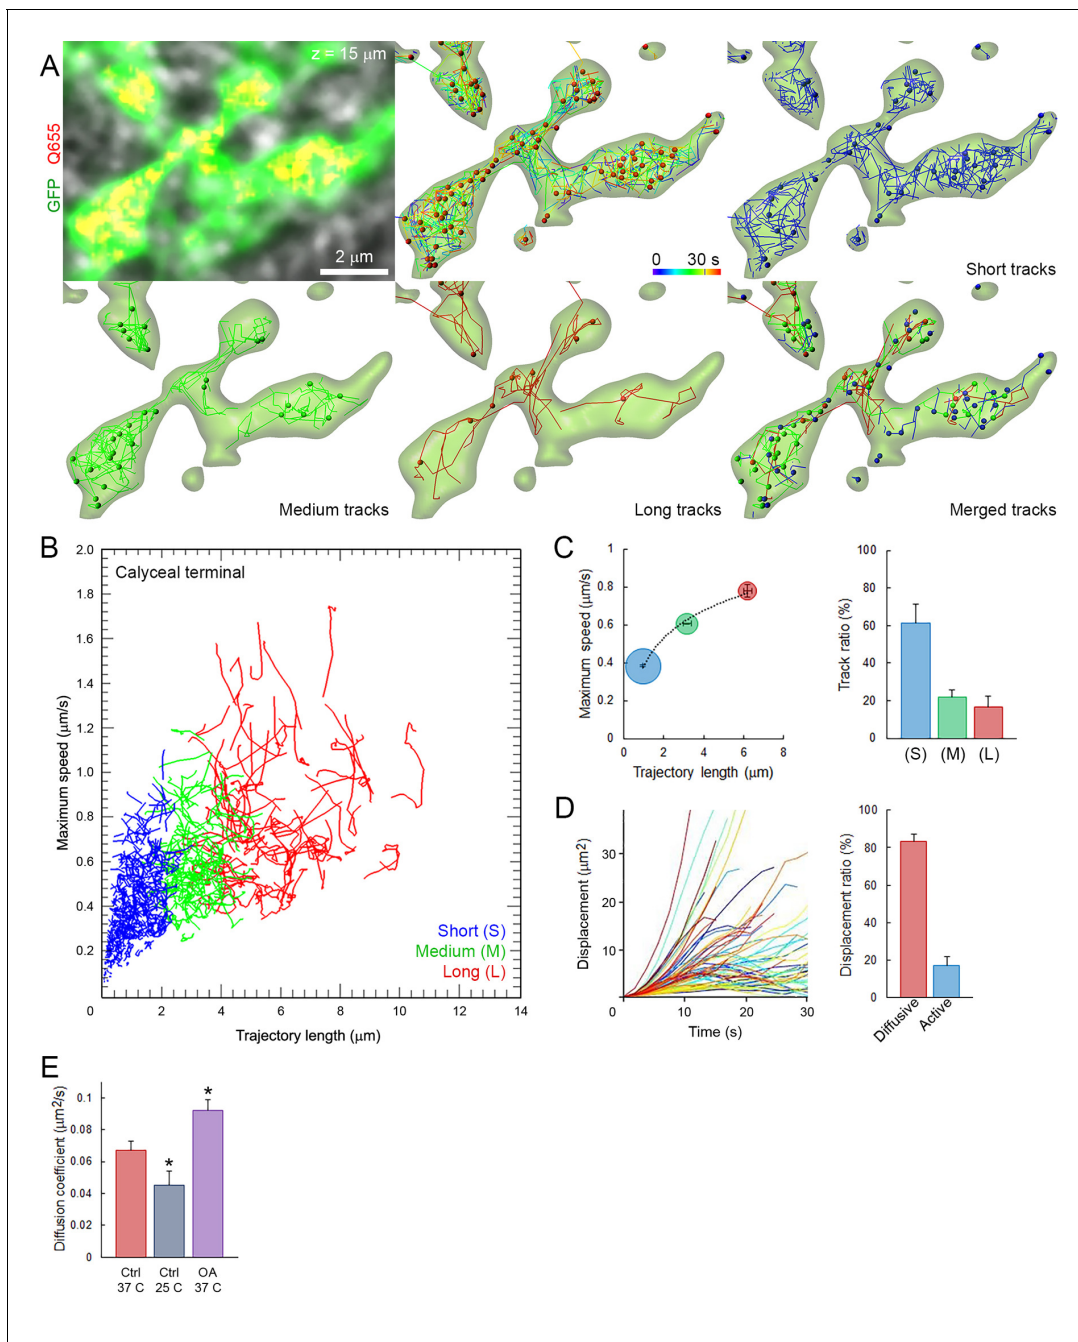 A
z = 15 μm
GFP Q655
2 μm
0 30 s
Short tracks
Medium tracks
Long tracks
Merged tracks
B
Calyceal terminal
Maximum speed (μm/s)
2.0
1.8
1.6
1.4
1.2
1.0
0.8
0.6
0.4
0.2
0
0 2 4 6 8 10 12 14
Trajectory length (μm)
Short (S)
Medium (M)
Long (L)
C
Maximum speed (μm/s)
1
0.8
0.6
0.4
0.2
0
0 2 4 6 8
Trajectory length (μm)
Track ratio (%)
100
80
60
40
20
0
(S) (M) (L)
D
Displacement (μm²)
30
20
10
0
0 10 20 30
Time (s)
Displacement ratio (%)
100
80
60
40
20
0
Diffusive
Active
E
Diffusion coefficient (μm²/s)
0.1
0.08
0.06
0.04
0.02
0
* *
Ctrl Ctrl OA
37 C 25 C 37 C